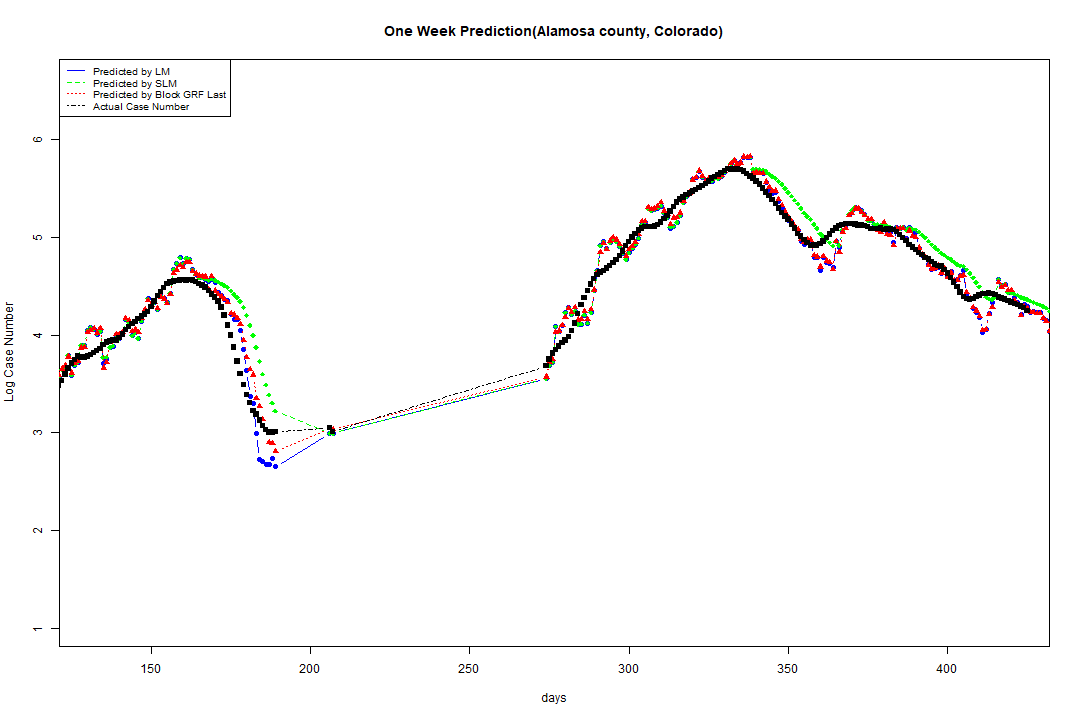 One Week Prediction(Alamosa county, Colorado)
Predicted by LM
Predicted by SLM
Predicted by Block GRF Last
Actual Case Number
Log Case Number
6
5
4
3
2
1
150 200 250 300 350 400
days